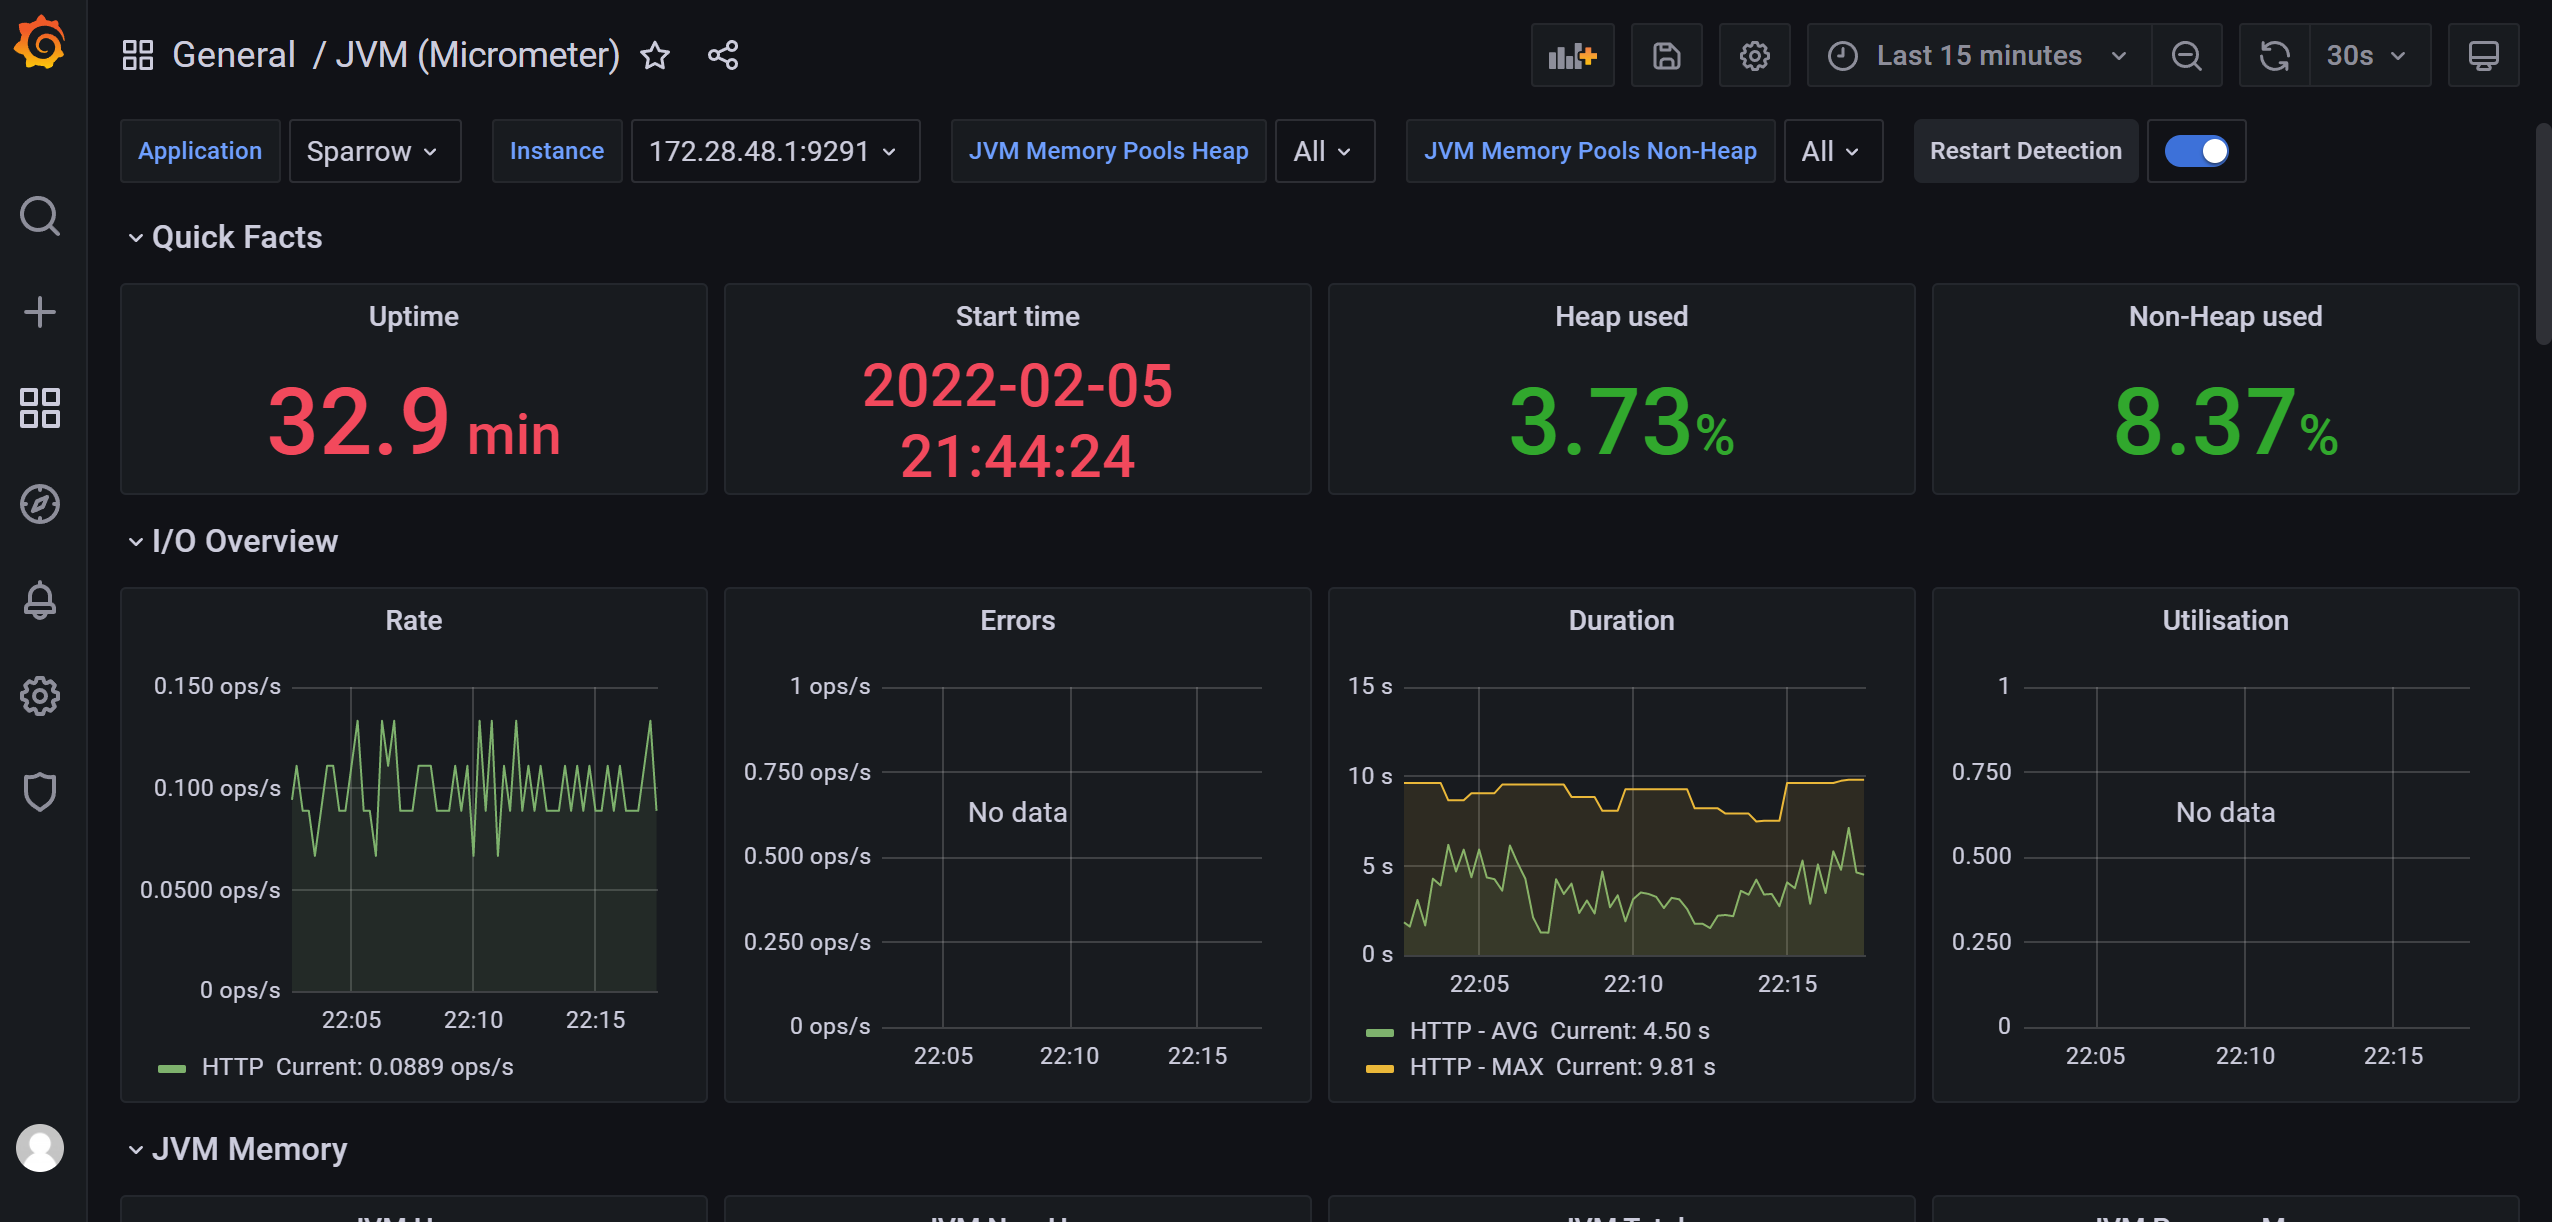 General / JVM (Micrometer)
Last 15 minutes
30s
Application
Sparrow
Instance
172.28.48.1:9291
JVM Memory Pools Heap
All
JVM Memory Pools Non-Heap
All
Restart Detection
Quick Facts
Uptime
32.9 min
Start time
2022-02-05
21:44:24
Heap used
3.73%
Non-Heap used
8.37%
I/O Overview
Rate
0.150 ops/s
0.100 ops/s
0.0500 ops/s
0 ops/s
22:05 22:10 22:15
HTTP Current: 0.0889 ops/s
Errors
1 ops/s
0.750 ops/s
0.500 ops/s
0.250 ops/s
0 ops/s
No data
22:05 22:10 22:15
Duration
15 s
10 s
5 s
0 s
22:05 22:10 22:15
HTTP - AVG Current: 4.50 s
HTTP - MAX Current: 9.81 s
Utilisation
1
0.750
0.500
0.250
0
No data
22:05 22:10 22:15
JVM Memory